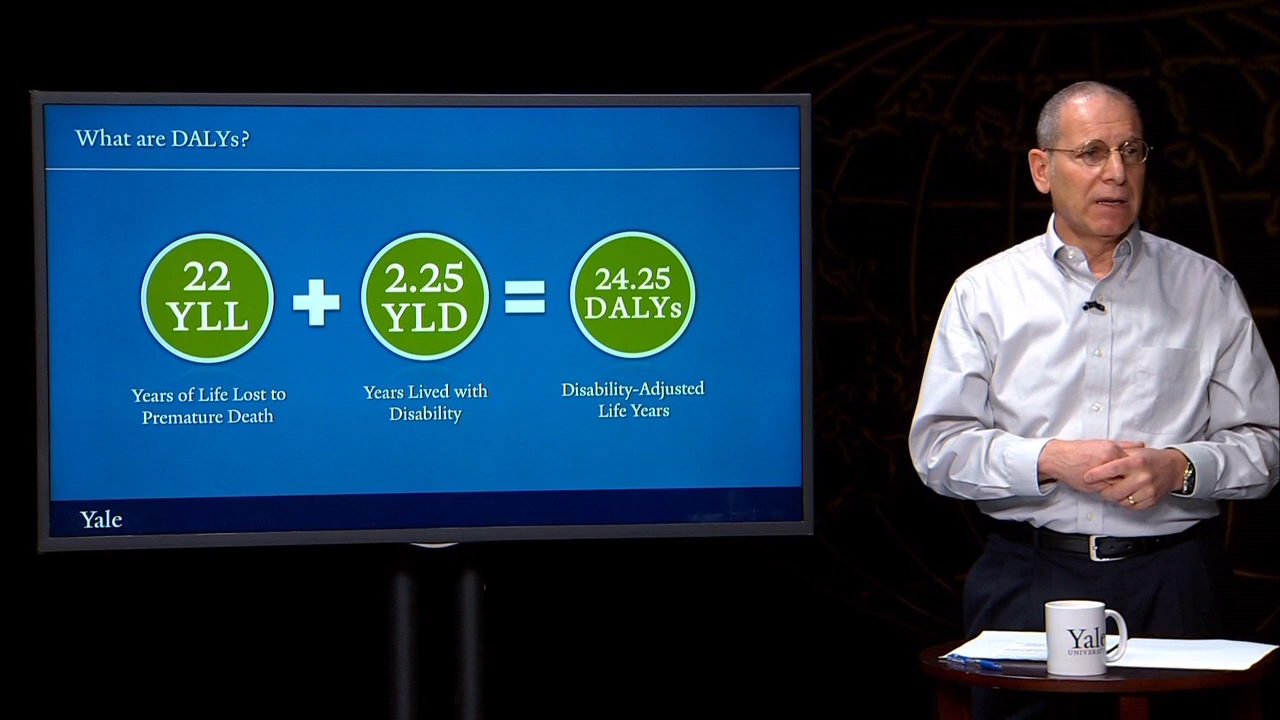 What are DALYs?
22
YLL
2.25
YLD
24.25
DALYs
Years of Life Lost to
Premature Death
Years Lived with
Disability
Disability-Adjusted
Life Years
Yale
Yale